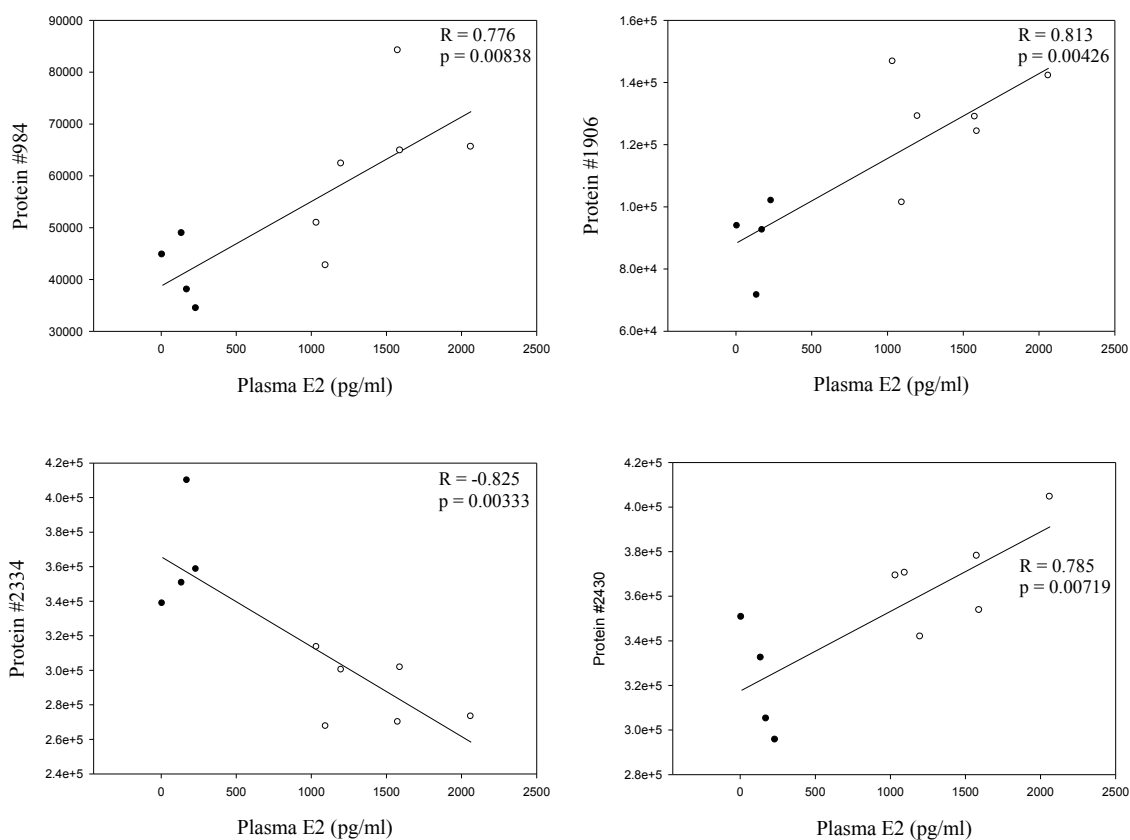 90000
80000
70000
60000
50000
40000
30000
Protein #984
R = 0.776
p = 0.00838
0 500 1000 1500 2000 2500
Plasma E2 (pg/ml)
1.6e+5
1.4e+5
1.2e+5
1.0e+5
8.0e+4
6.0e+4
Protein #1906
R = 0.813
p = 0.00426
0 500 1000 1500 2000 2500
Plasma E2 (pg/ml)
4.2e+5
4.0e+5
3.8e+5
3.6e+5
3.4e+5
3.2e+5
3.0e+5
2.8e+5
2.6e+5
2.4e+5
Protein #2334
R = -0.825
p = 0.00333
0 500 1000 1500 2000 2500
Plasma E2 (pg/ml)
4.2e+5
4.0e+5
3.8e+5
3.6e+5
3.4e+5
3.2e+5
3.0e+5
2.8e+5
Protein #2430
R = 0.785
p = 0.00719
0 500 1000 1500 2000 2500
Plasma E2 (pg/ml)